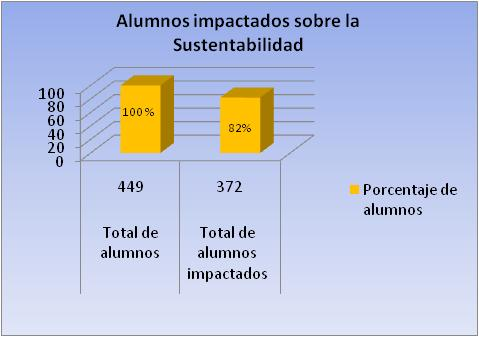 Alumnos impactados sobre la
Sustentabilidad
100
80
60
40
20
0
100%
82%
449
372
Total de
alumnos
Total de
alumnos
impactados
Porcentaje de
alumnos